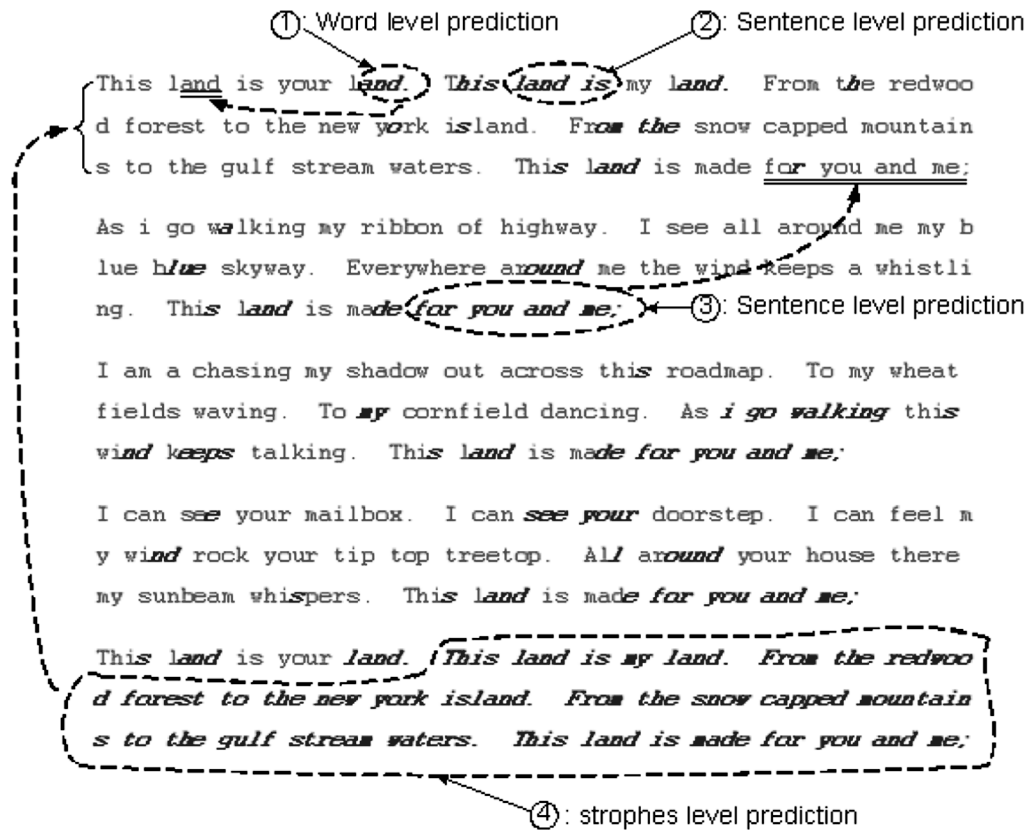 ①: Word level prediction
②: Sentence level prediction
This land is your land. This land is my land. From the redwoo
d forest to the new york island. From the snow capped mountain
s to the gulf stream waters. This land is made for you and me;
As i go walking my ribbon of highway. I see all around me my b
lue blue skyway. Everywhere around me the wind keeps a whistli
ng. This land is made for you and me;
③: Sentence level prediction
I am a chasing my shadow out across this roadmap. To my wheat
fields waving. To my cornfield dancing. As i go walking this
wind keeps talking. This land is made for you and me;
I can see your mailbox. I can see your doorstep. I can feel m
y wind rock your tip top treetop. All around your house there
my sunbeam whispers. This land is made for you and me;
This land is your land. This land is my land. From the redwoo
d forest to the new york island. From the snow capped mountain
s to the gulf stream waters. This land is made for you and me;
④: strophes level prediction